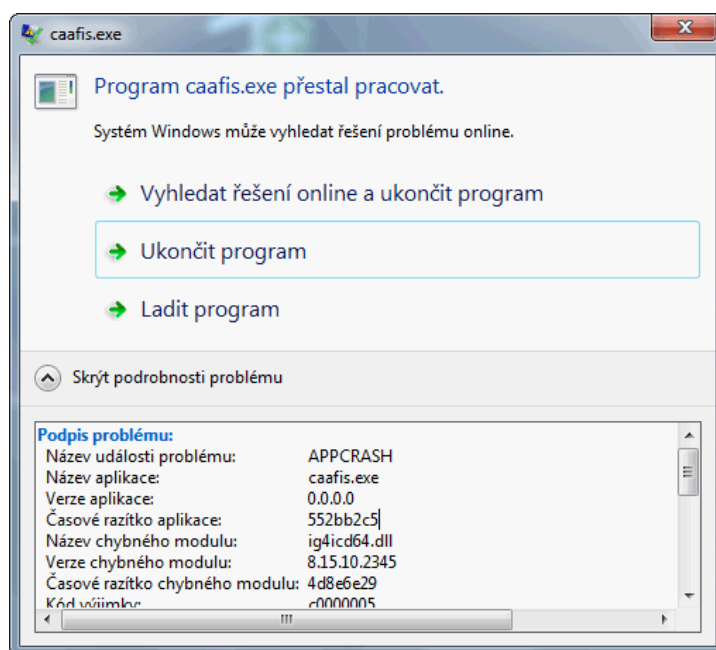 caafis.exe
Program caafis.exe přestal pracovat.
Systém Windows může vyhledat řešení problému online.
Vyhledat řešení online a ukončit program
Ukončit program
Ladit program
Skrýt podrobnosti problému
Podpis problému:
Název události problému: APPCRASH
Název aplikace: caafis.exe
Verze aplikace: 0.0.0.0
Časové razítko aplikace: 552bb2c5
Název chybného modulu: ig4icd64.dll
Verze chybného modulu: 8.15.10.2345
Časové razítko chybného modulu: 4d8e6e29
Kód výjimky: c0000005